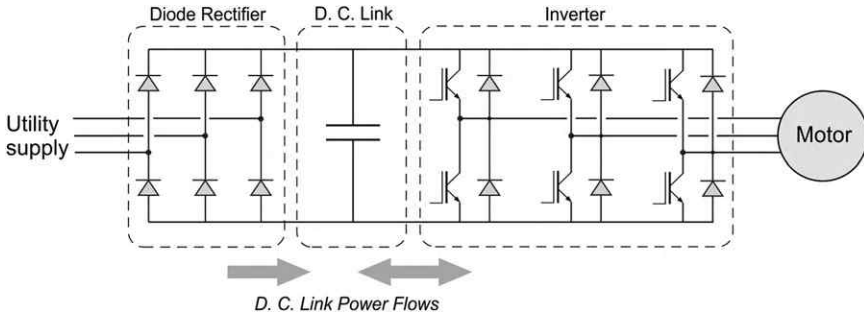 Diode Rectifier
D. C. Link
Inverter
Utility
supply
Motor
D. C. Link Power Flows